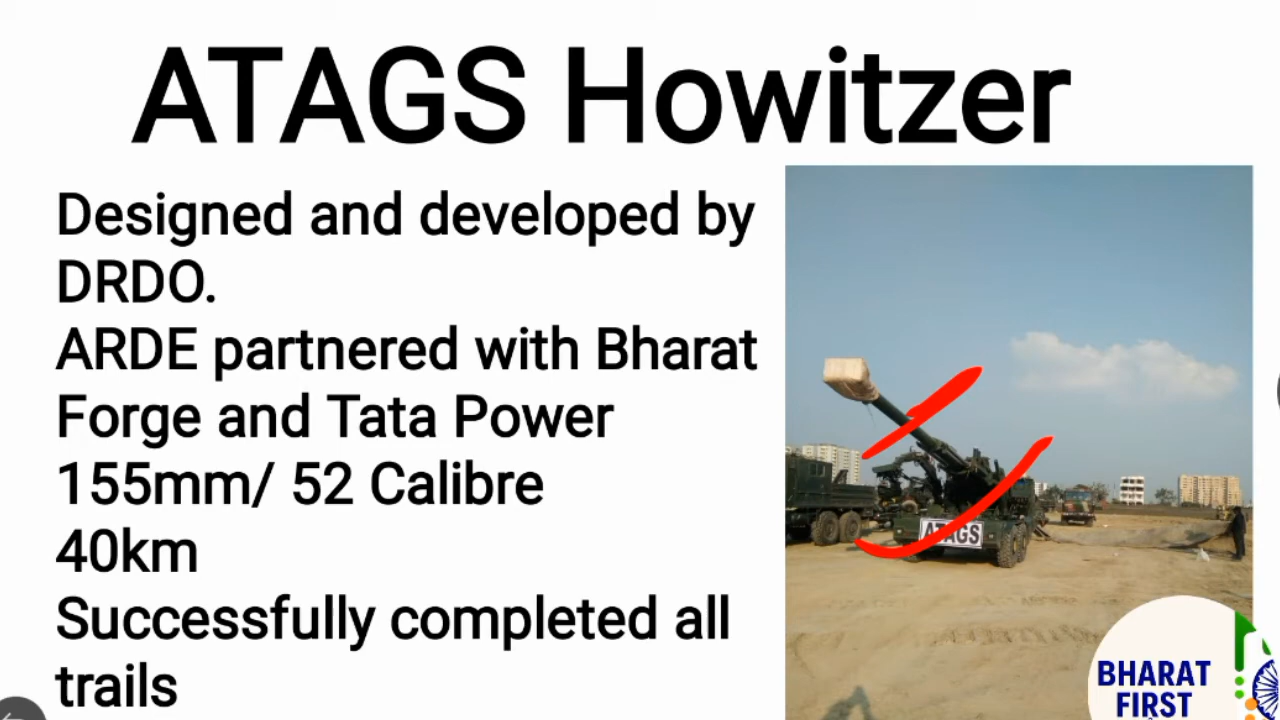 ATAGS Howitzer
Designed and developed by
DRDO.
ARDE partnered with Bharat
Forge and Tata Power
155mm/ 52 Calibre
40km
Successfully completed all
trails
ATAGS
BHARAT
FIRST